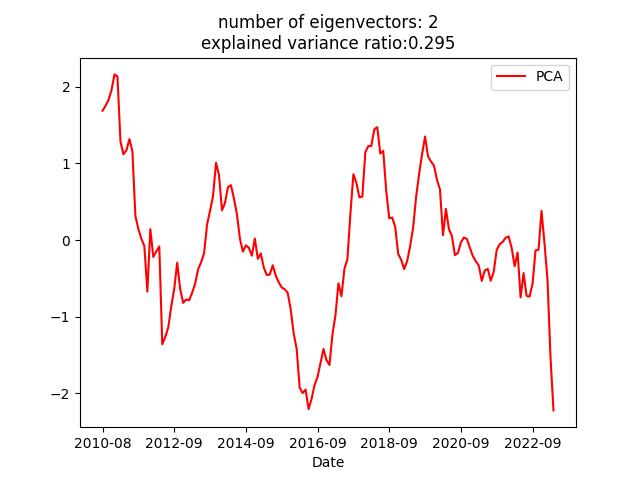 number of eigenvectors: 2
explained variance ratio:0.295
PCA
2
1
0
−1
−2
2010-08 2012-09 2014-09 2016-09 2018-09 2020-09 2022-09
Date